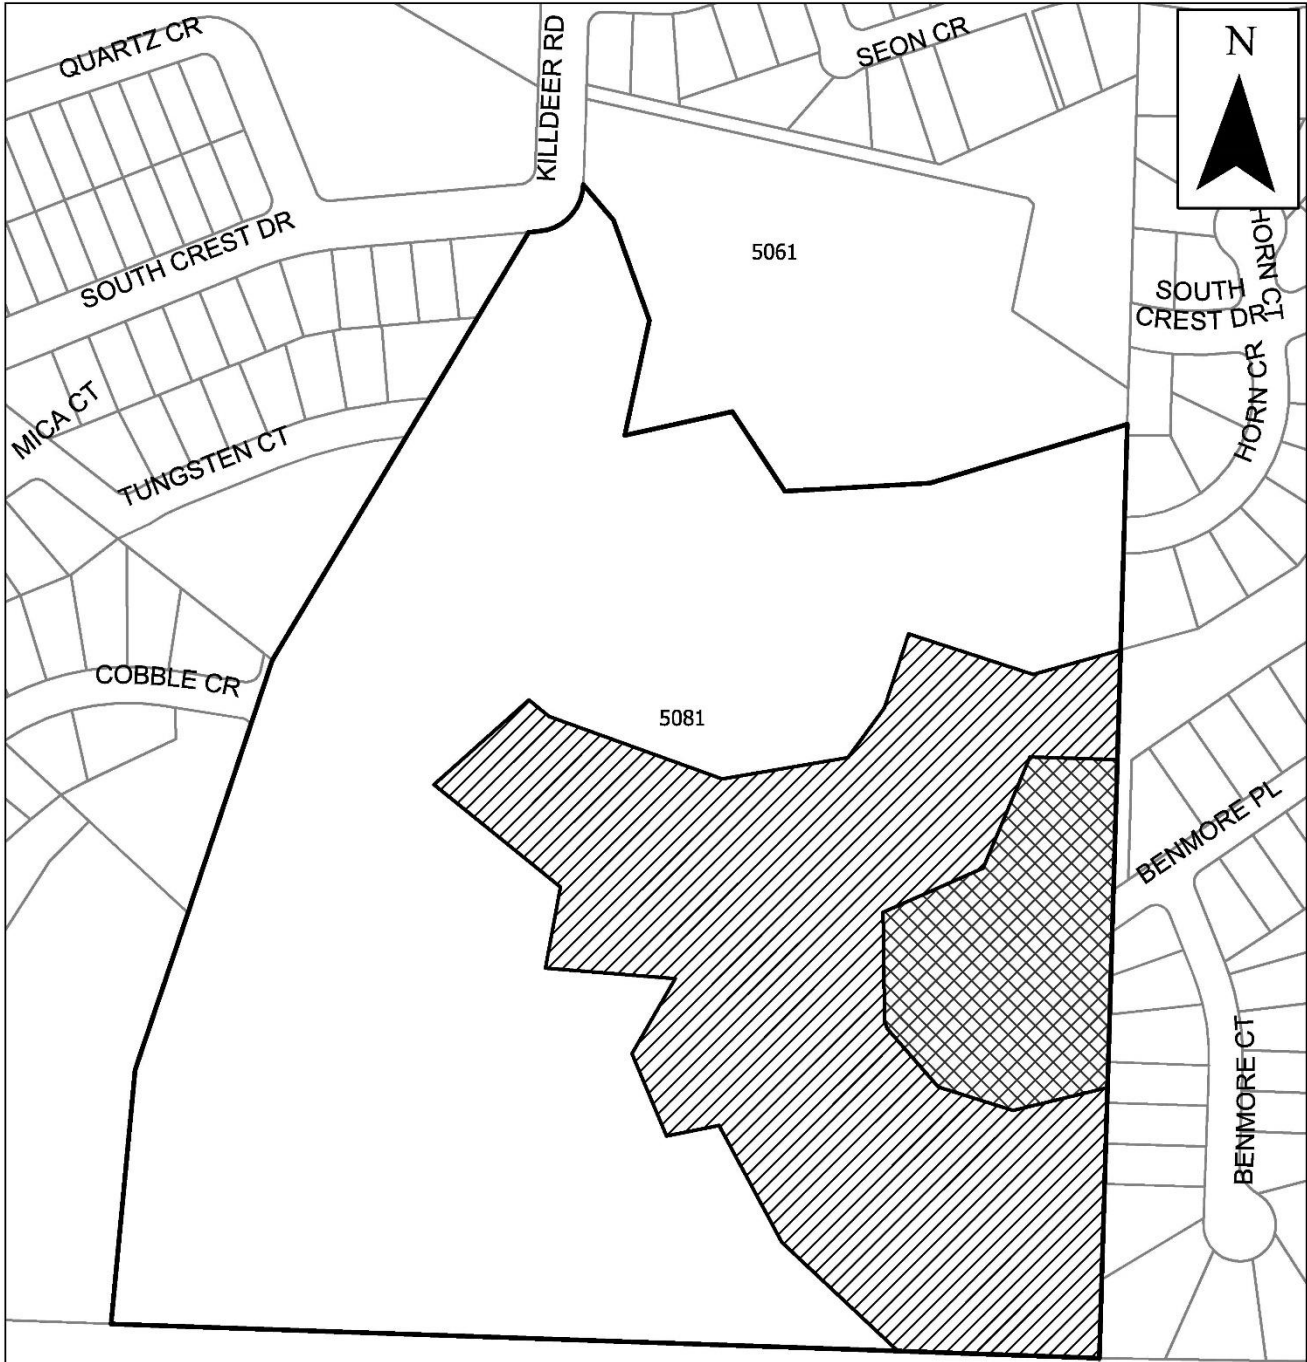 QUARTZ CR
KILLDEER RD
SEON CR
N
SOUTH CREST DR
5061
HORN CT
SOUTH
CREST DR
HORN CR
MICA CT
TUNGSTEN CT
COBBLE CR
5081
BENMORE PL
BENMORE CT